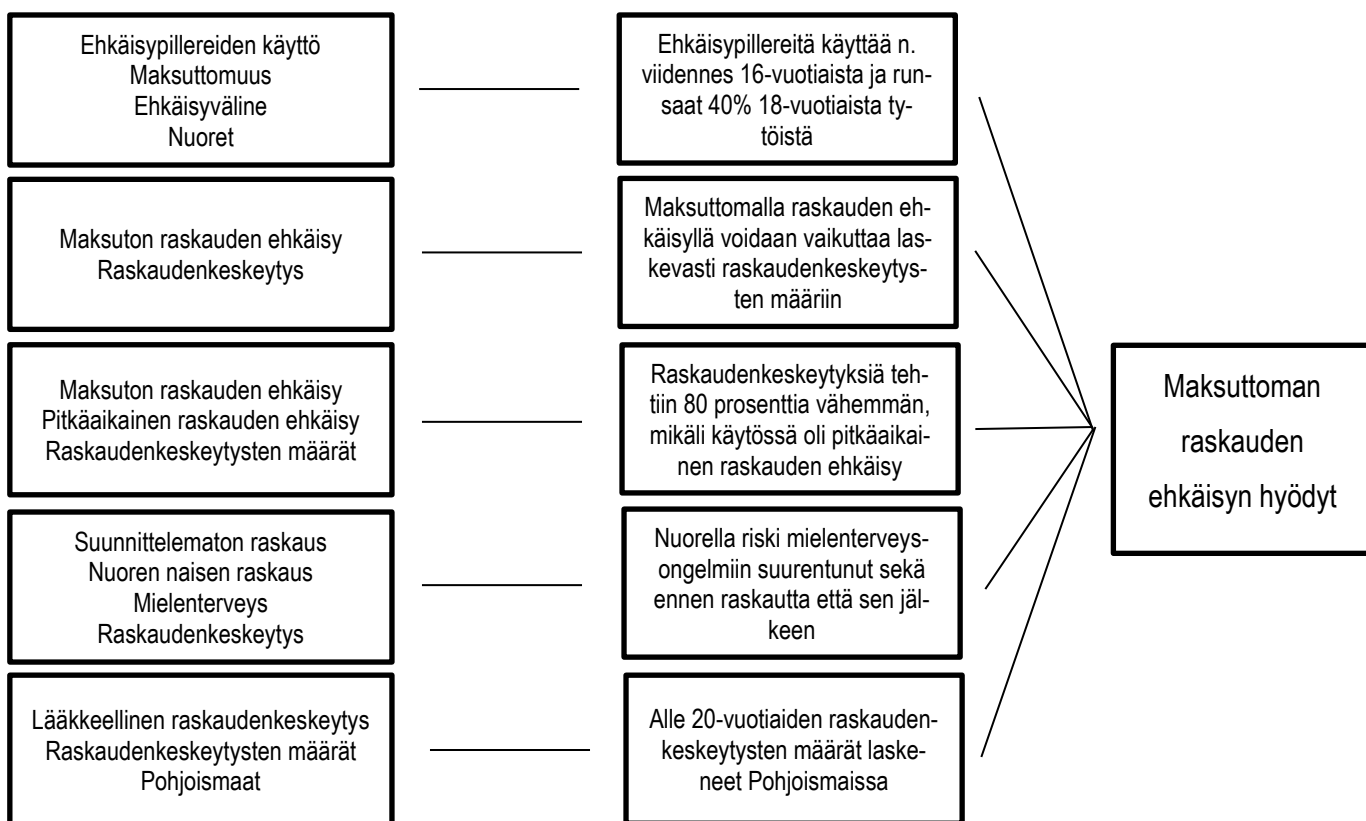 Ehkäisypillereiden käyttö
Maksuttomuus
Ehkäisyväline
Nuoret
Ehkäisypillereitä käyttää n.
viidennes 16-vuotiaista ja run-
saat 40% 18-vuotiaista ty-
töistä
Maksuton raskauden ehkäisy
Raskaudenkeskeytys
Maksuttomalla raskauden eh-
käisyllä voidaan vaikuttaa las-
kevasti raskaudenkeskeytys-
ten määriin
Maksuton raskauden ehkäisy
Pitkäaikainen raskauden ehkäisy
Raskaudenkeskeytysten määrät
Raskaudenkeskeytyksiä teh-
tiin 80 prosenttia vähemmän,
mikäli käytössä oli pitkäaikai-
nen raskauden ehkäisy
Suunnittelematon raskaus
Nuoren naisen raskaus
Mielenterveys
Raskaudenkeskeytys
Nuorella riski mielenterveys-
ongelmiin suurentunut sekä
ennen raskautta että sen jäl-
keen
Lääkkeellinen raskaudenkeskeytys
Raskaudenkeskeytysten määrät
Pohjoismaat
Alle 20-vuotiaiden raskauden-
keskeytysten määrät laske-
neet Pohjoismaissa
Maksuttoman
raskauden
ehkäisyn hyödyt